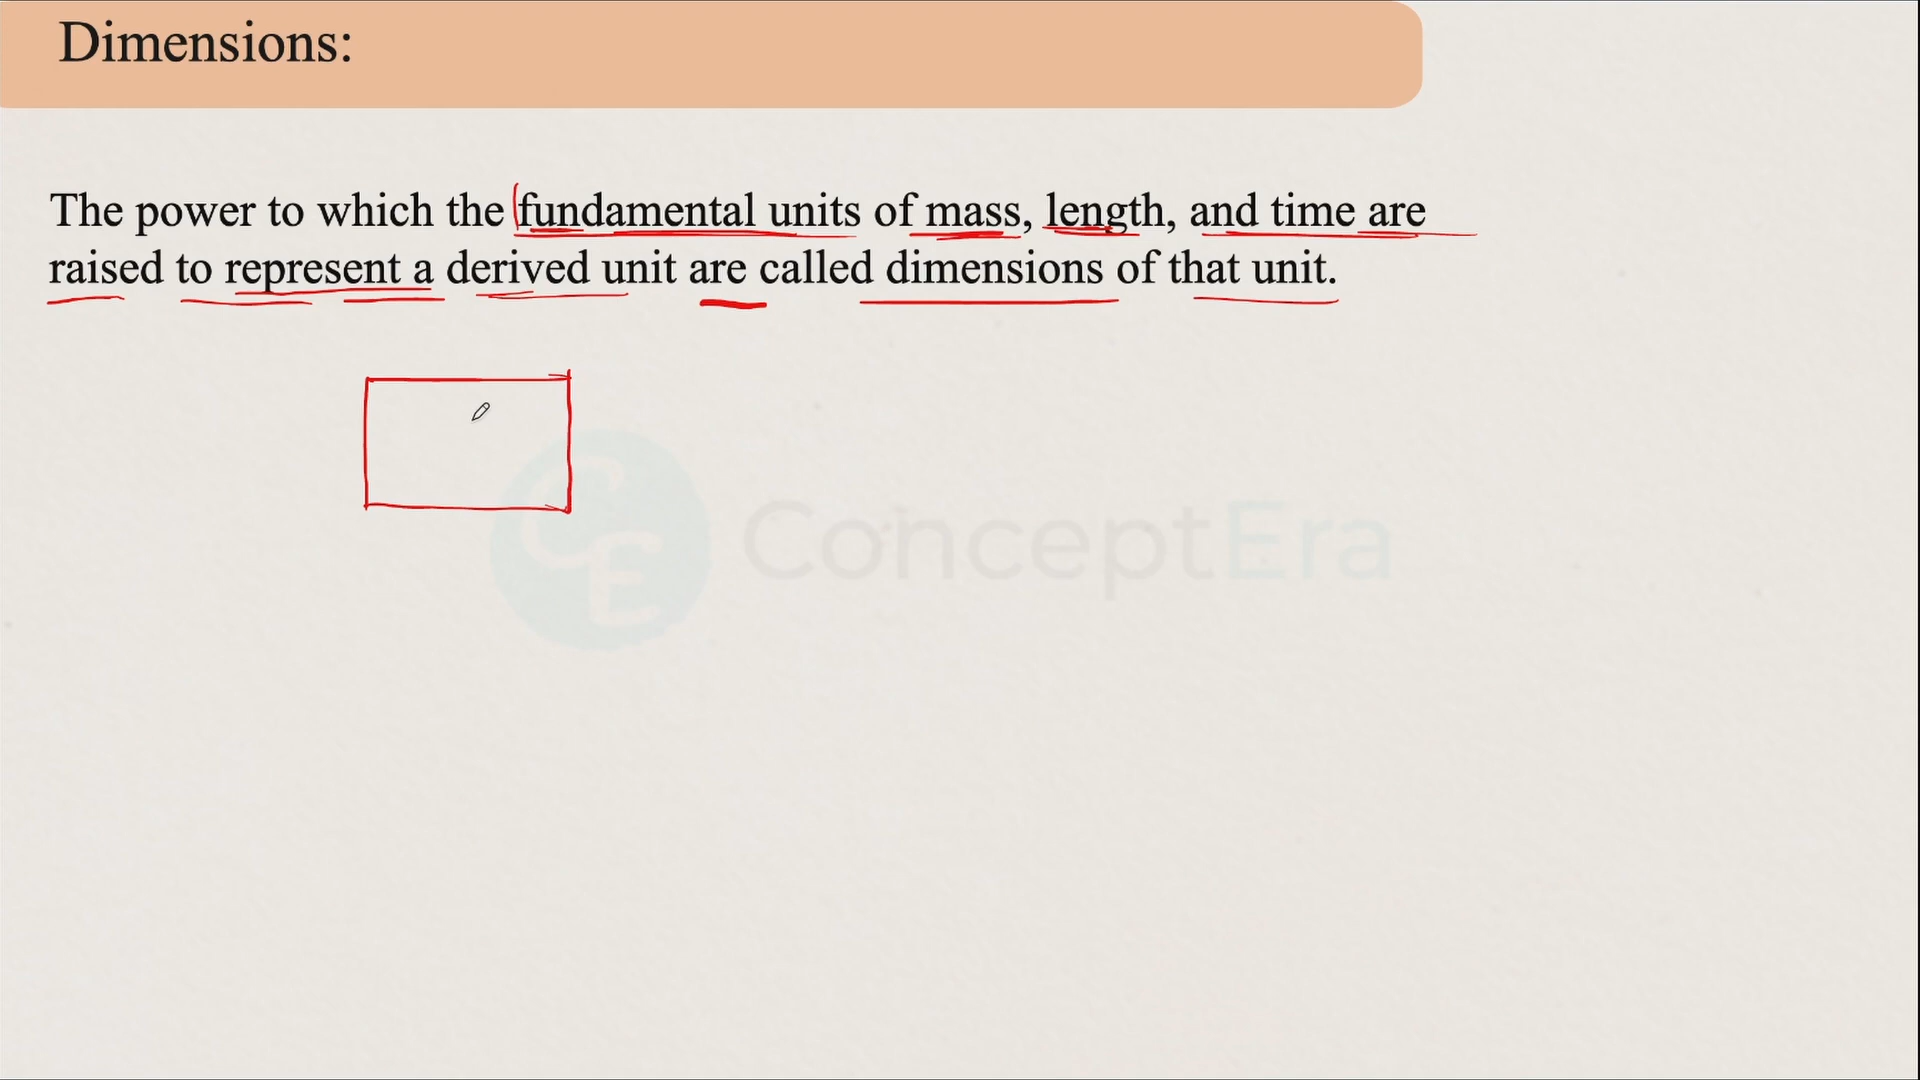 Dimensions:
The power to which the fundamental units of mass, length, and time are
raised to represent a derived unit are called dimensions of that unit.
CE ConceptEra